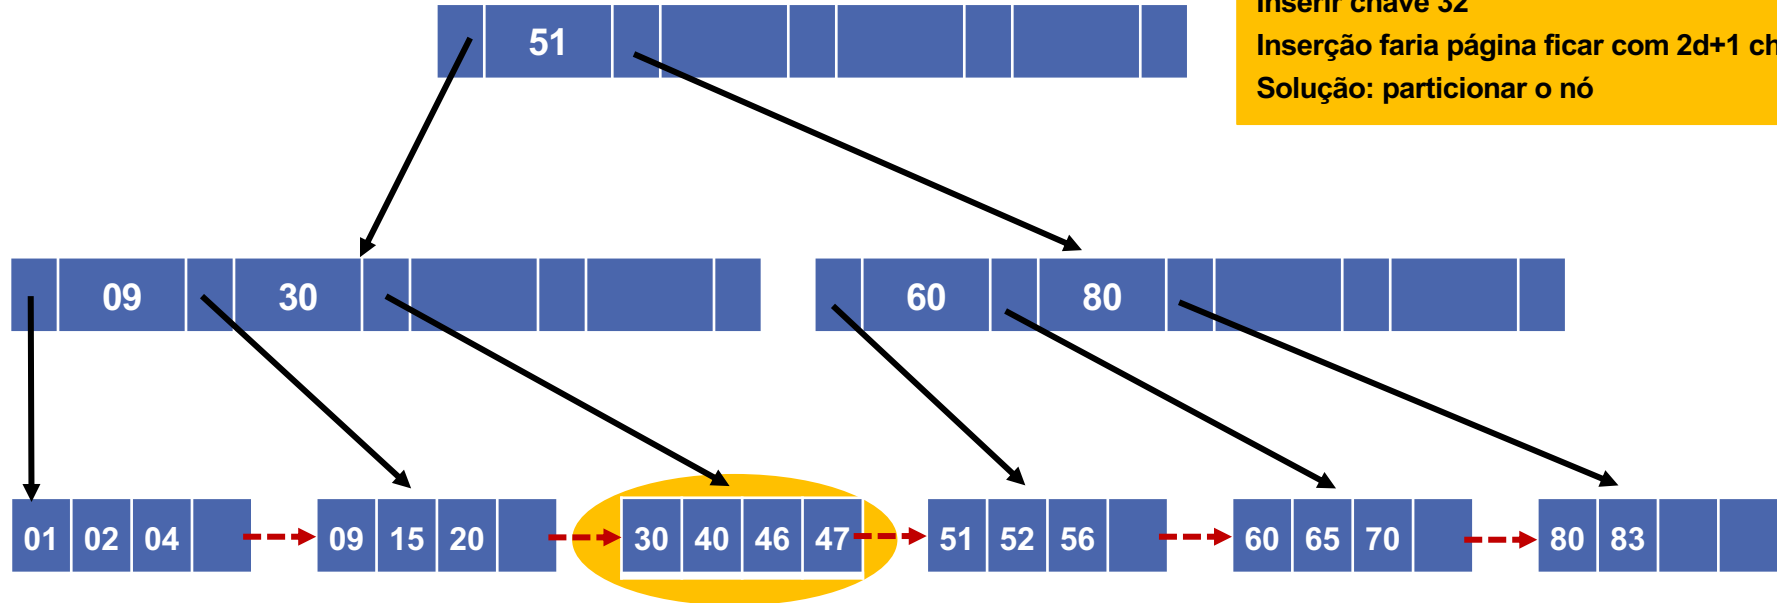 Inserir chave 32
Inserção faria página ficar com 2d+1
Solução: particionar o nó
51
09 30
60 80
01 02 04
09 15 20
30 40 46 47
51 52 56
60 65 70
80 83